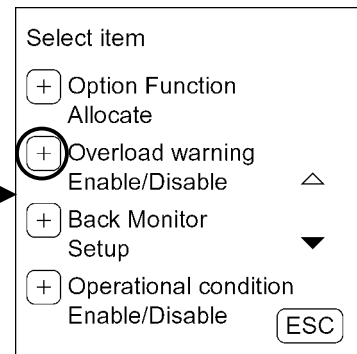 Select item
+ Option Function
Allocate
+ Overload warning
Enable/Disable
+ Back Monitor
Setup
+ Operational condition
Enable/Disable
ESC